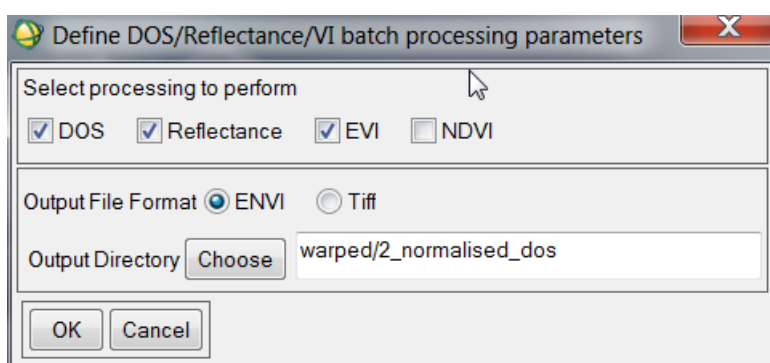 Define DOS/Reflectance/VI batch processing parameters
X
Select processing to perform
DOS Reflectance EVI NDVI
Output File Format ENVI Tiff
Output Directory Choose warped/2_normalised_dos
OK Cancel